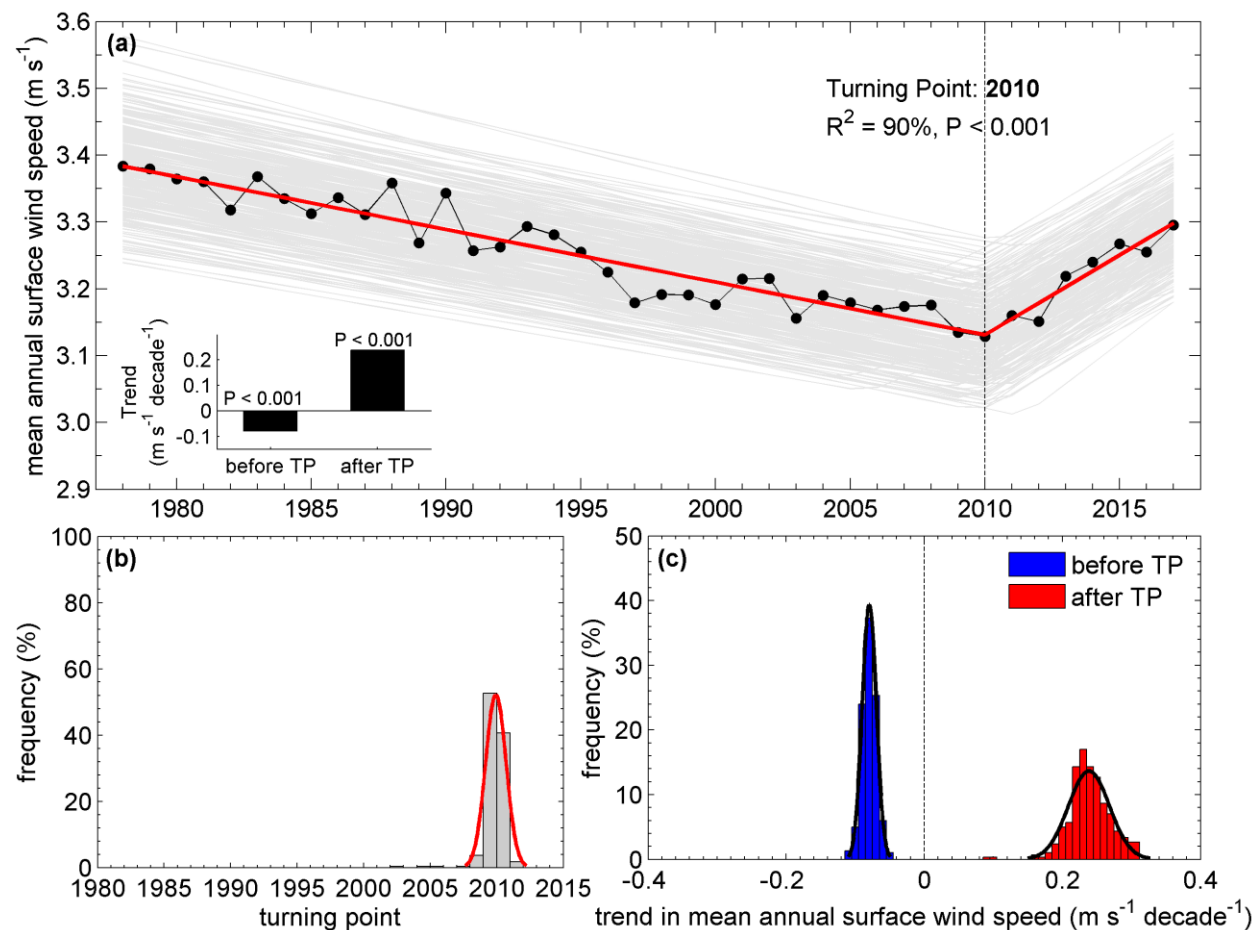 (a)
mean annual surface wind speed (m s⁻¹)
3.6
3.5
3.4
3.3
3.2
3.1
3.0
2.9
Turning Point: 2010
R² = 90%, P < 0.001
Trend
(m s⁻¹ decade⁻¹)
0.2
0.1
0
-0.1
P < 0.001
P < 0.001
before TP after TP
1980 1985 1990 1995 2000 2005 2010 2015
(b)
frequency (%)
100
80
60
40
20
0
1980 1985 1990 1995 2000 2005 2010 2015
turning point
(c)
before TP
after TP
frequency (%)
50
40
30
20
10
0
-0.4 -0.2 0 0.2 0.4
trend in mean annual surface wind speed (m s⁻¹ decade⁻¹)